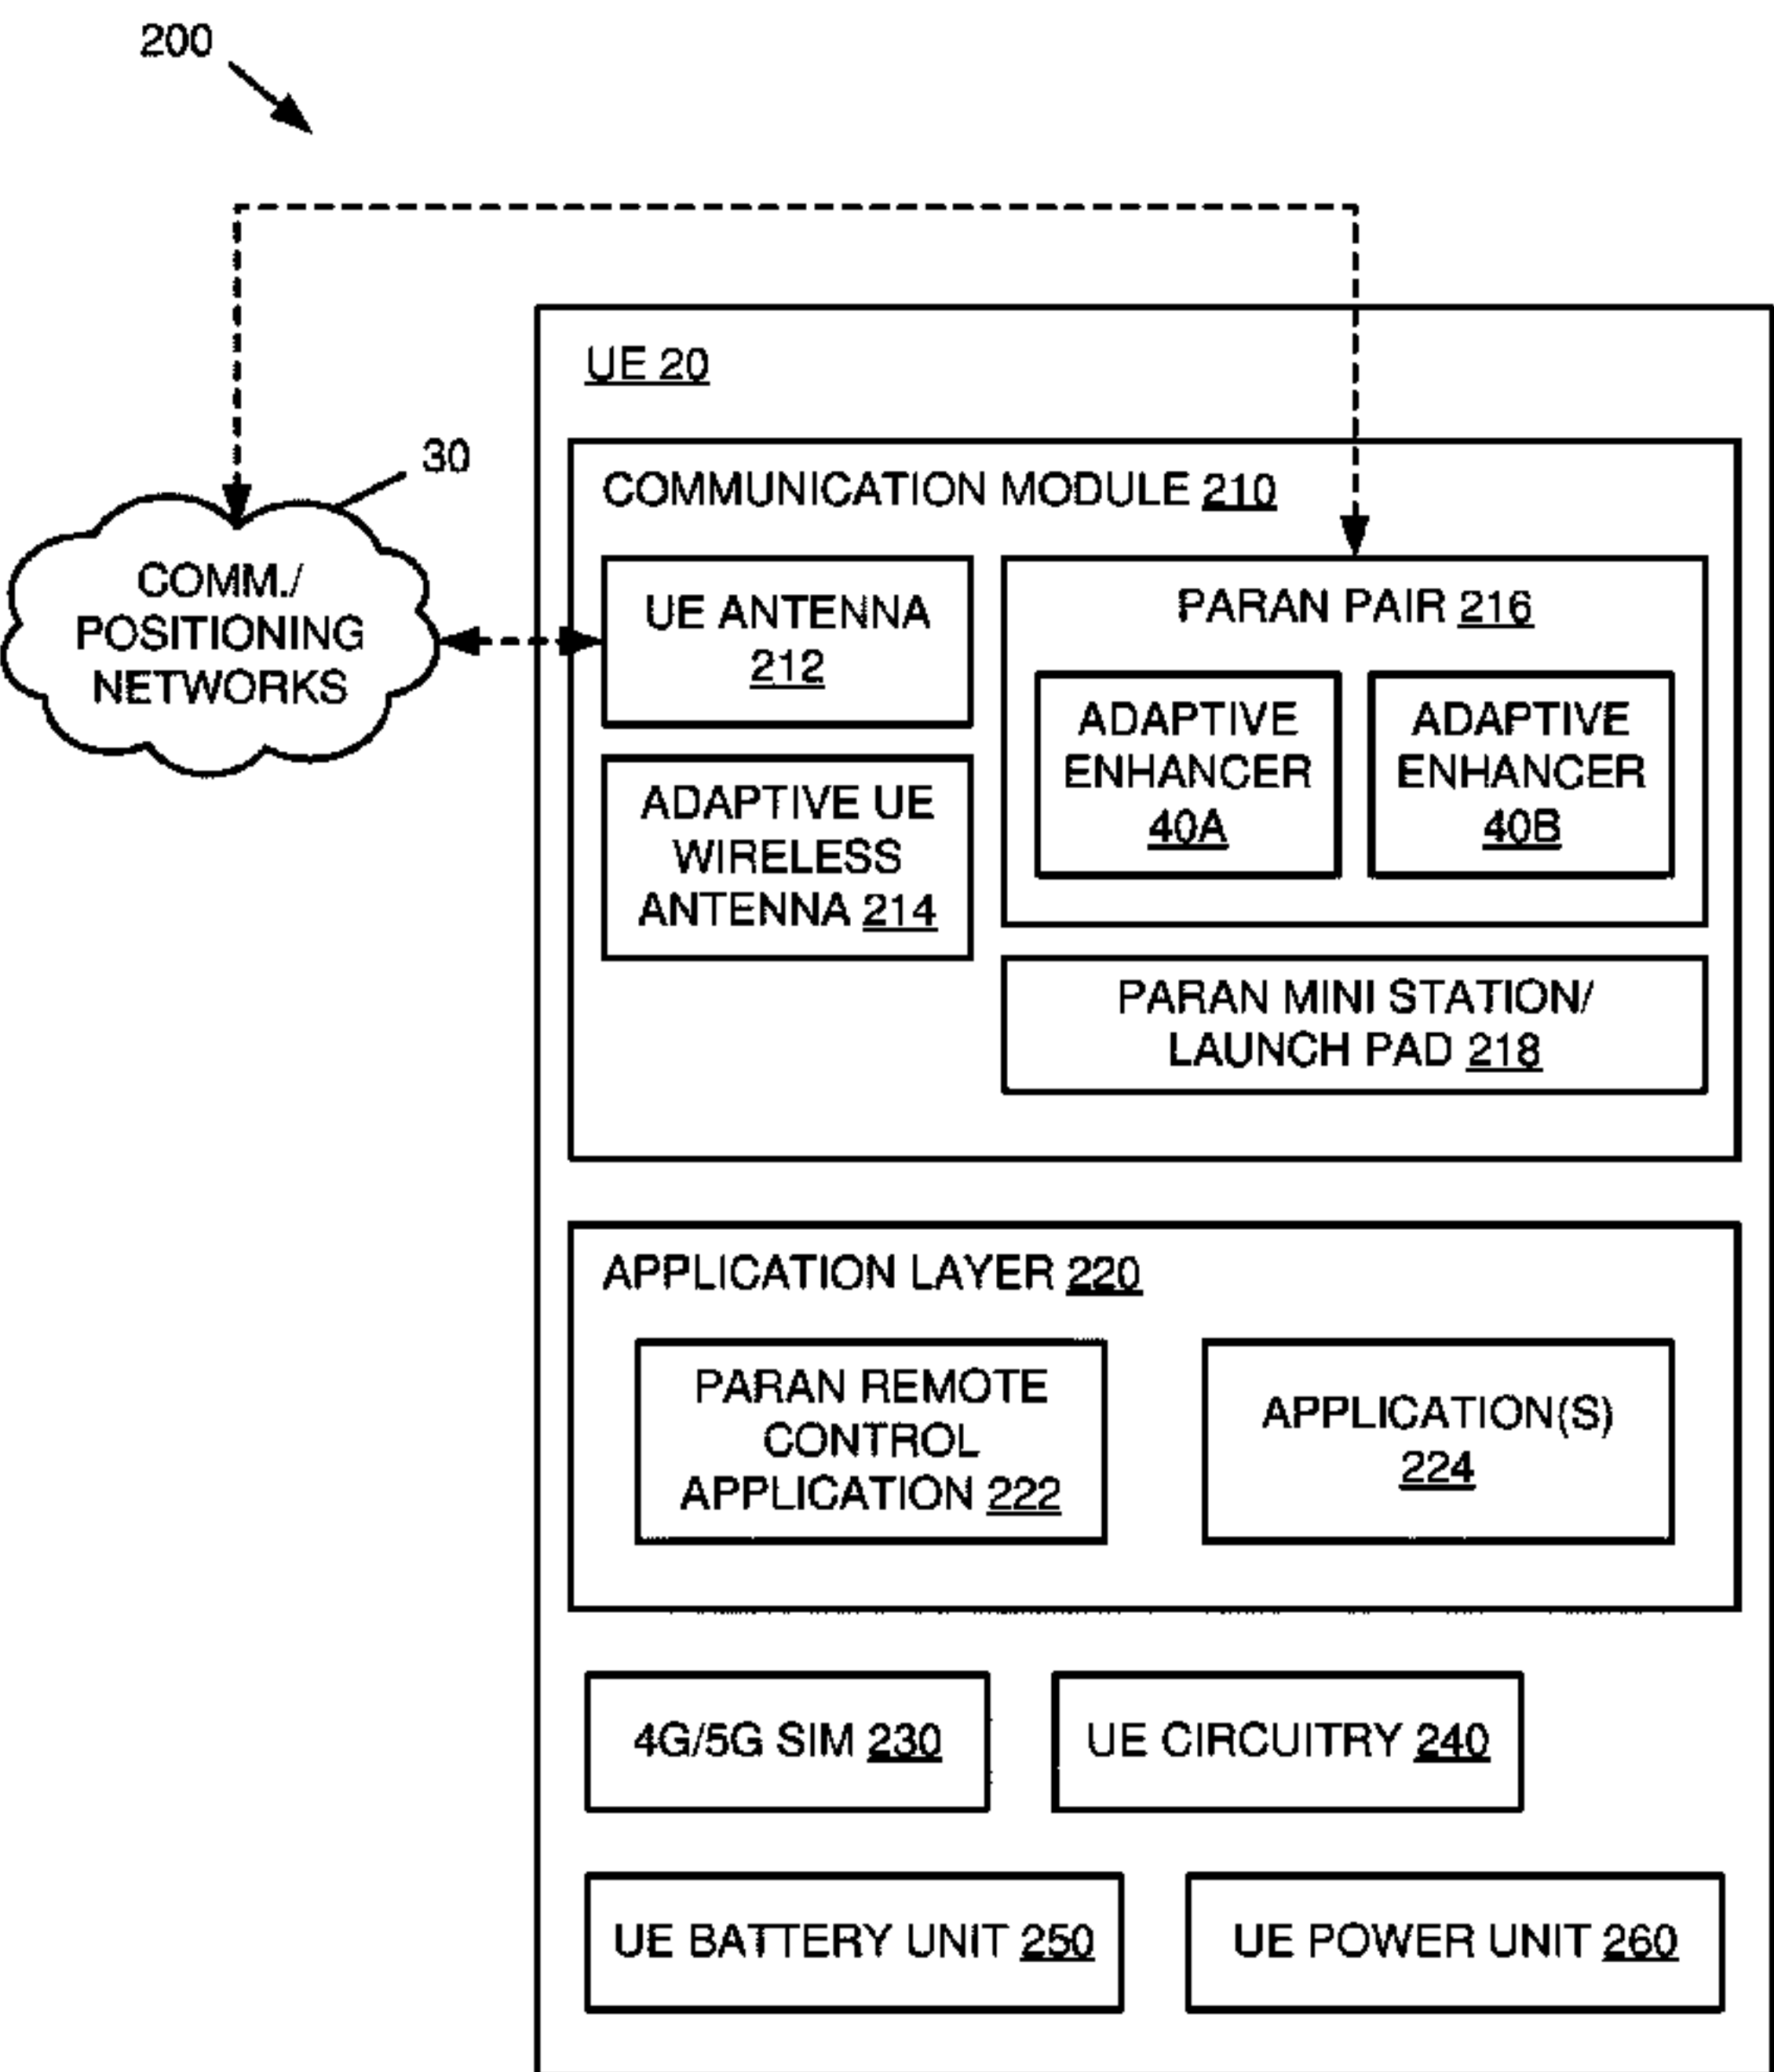 200
UE 20
30
COMM./
POSITIONING
NETWORKS
COMMUNICATION MODULE 210
UE ANTENNA
212
ADAPTIVE UE
WIRELESS
ANTENNA 214
PARAN PAIR 216
ADAPTIVE
ENHANCER
40A
ADAPTIVE
ENHANCER
40B
PARAN MINI STATION/
LAUNCH PAD 218
APPLICATION LAYER 220
PARAN REMOTE
CONTROL
APPLICATION 222
APPLICATION(S)
224
4G/5G SIM 230
UE CIRCUITRY 240
UE BATTERY UNIT 250
UE POWER UNIT 260